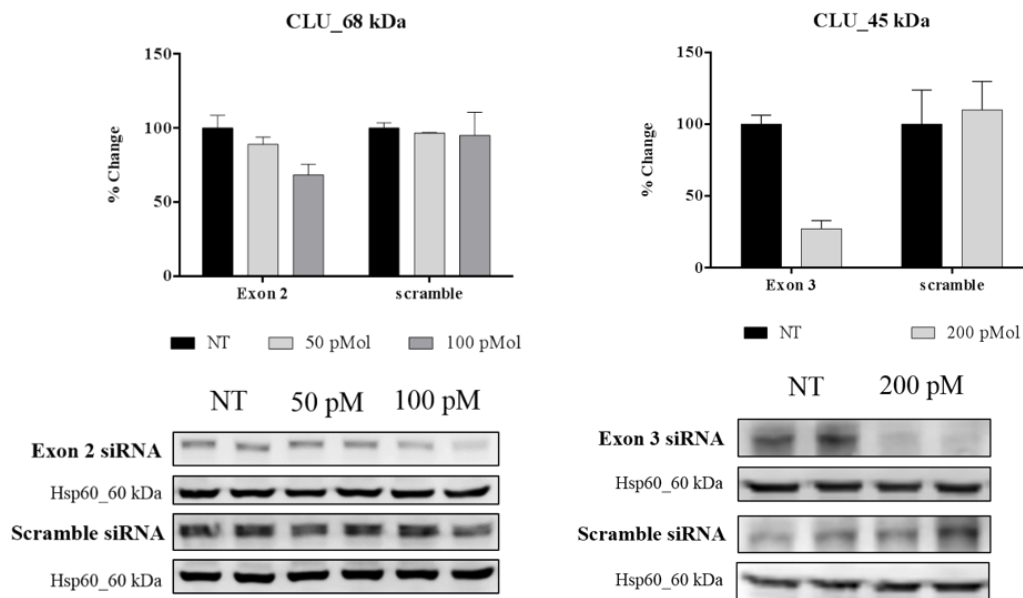 CLU_68 kDa
150
100
50
0
% Change
Exon 2
scramble
NT
50 pMol
100 pMol
NT
50 pM
100 pM
Exon 2 siRNA
Hsp60_60 kDa
Scramble siRNA
Hsp60_60 kDa
CLU_45 kDa
150
100
50
0
% Change
Exon 3
scramble
NT
200 pMol
NT
200 pM
Exon 3 siRNA
Hsp60_60 kDa
Scramble siRNA
Hsp60_60 kDa